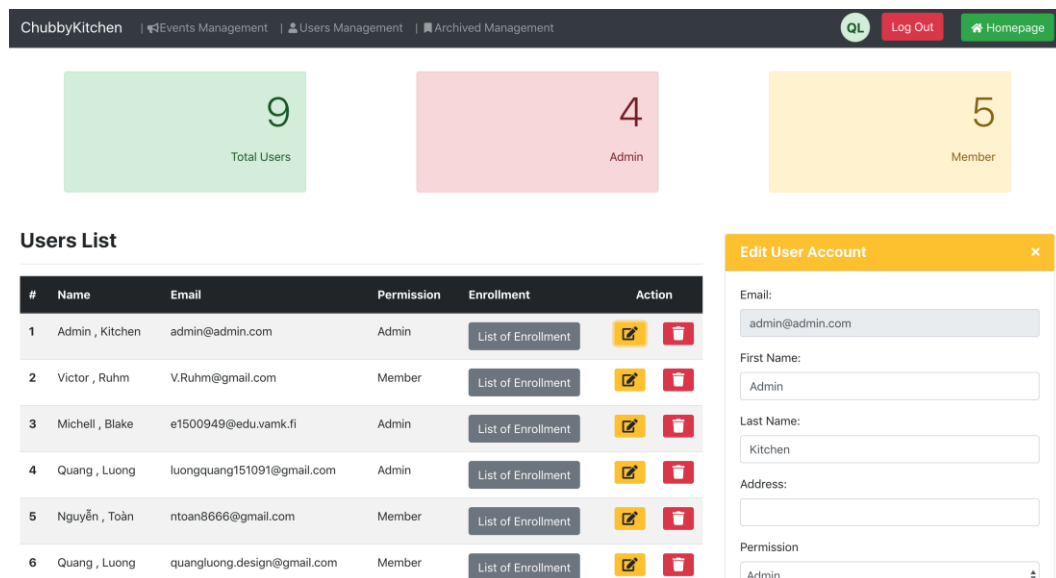 ChubbyKitchen | Events Management | Users Management | Archived Management QL Log Out Homepage
9
Total Users
4
Admin
5
Member
Users List
# Name Email Permission Enrollment Action
1 Admin , Kitchen admin@admin.com Admin List of Enrollment
2 Victor , Ruhm V.Ruhm@gmail.com Member List of Enrollment
3 Michell , Blake e1500949@edu.vamk.fi Admin List of Enrollment
4 Quang , Luong luongquang151091@gmail.com Admin List of Enrollment
5 Nguyễn , Toàn ntoan8666@gmail.com Member List of Enrollment
6 Quang , Luong quangluong.design@gmail.com Member List of Enrollment
Edit User Account ×
Email:
admin@admin.com
First Name:
Admin
Last Name:
Kitchen
Address:
Permission
Admin